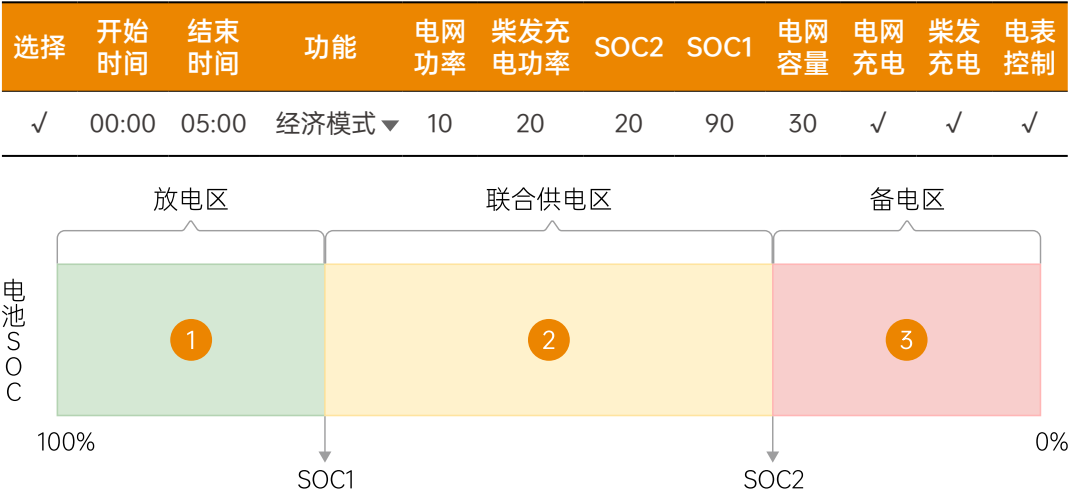 选择 开始时间 结束时间 功能 电网功率 柴发充电功率 SOC2 SOC1 电网容量 电网充电 柴发充电 电表控制
√ 00:00 05:00 经济模式 10 20 20 90 30 √ √ √
放电区 联合供电区 备电区
电池SOC
1 2 3
100% 0%
SOC1 SOC2